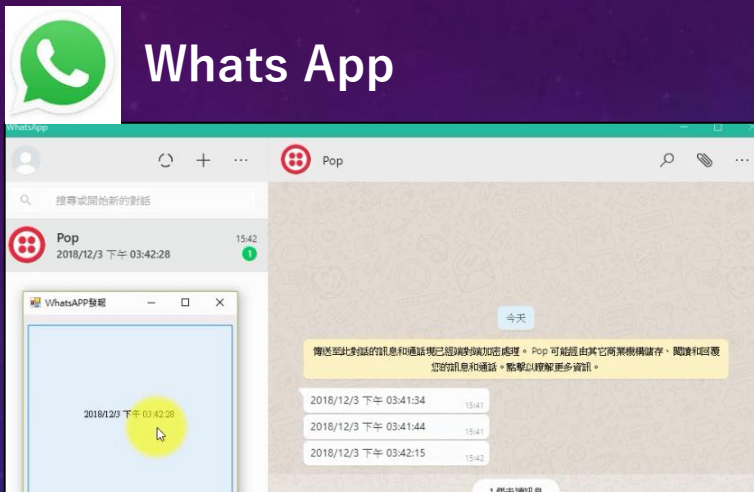 Whats App
WhatsApp
Pop
搜尋或開始新的對話
Pop
15:42
2018/12/3 下午 03:42:28
1
WhatsAPP發報
2018/12/3 下午 03:42:28
今天
傳送至此對話的訊息和通話現已經端對端加密處理。 Pop 可能經由其它商業機構儲存、閱讀和回覆
您的訊息和通話。點擊以瞭解更多資訊。
2018/12/3 下午 03:41:34
15:41
2018/12/3 下午 03:41:44
15:41
2018/12/3 下午 03:42:15
15:42
1 個未讀訊息